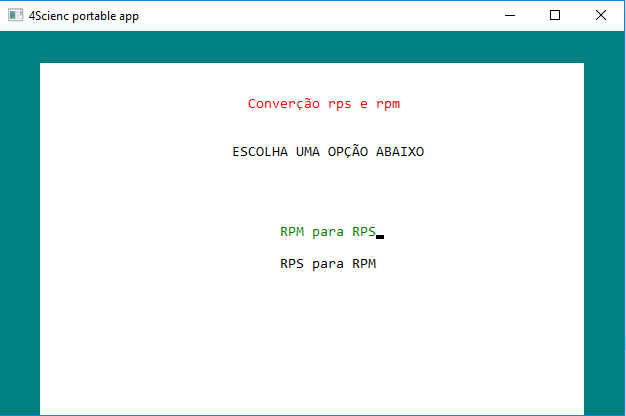 4Scienc portable app
Converção rps e rpm
ESCOLHA UMA OPÇÃO ABAIXO
RPM para RPS
RPS para RPM